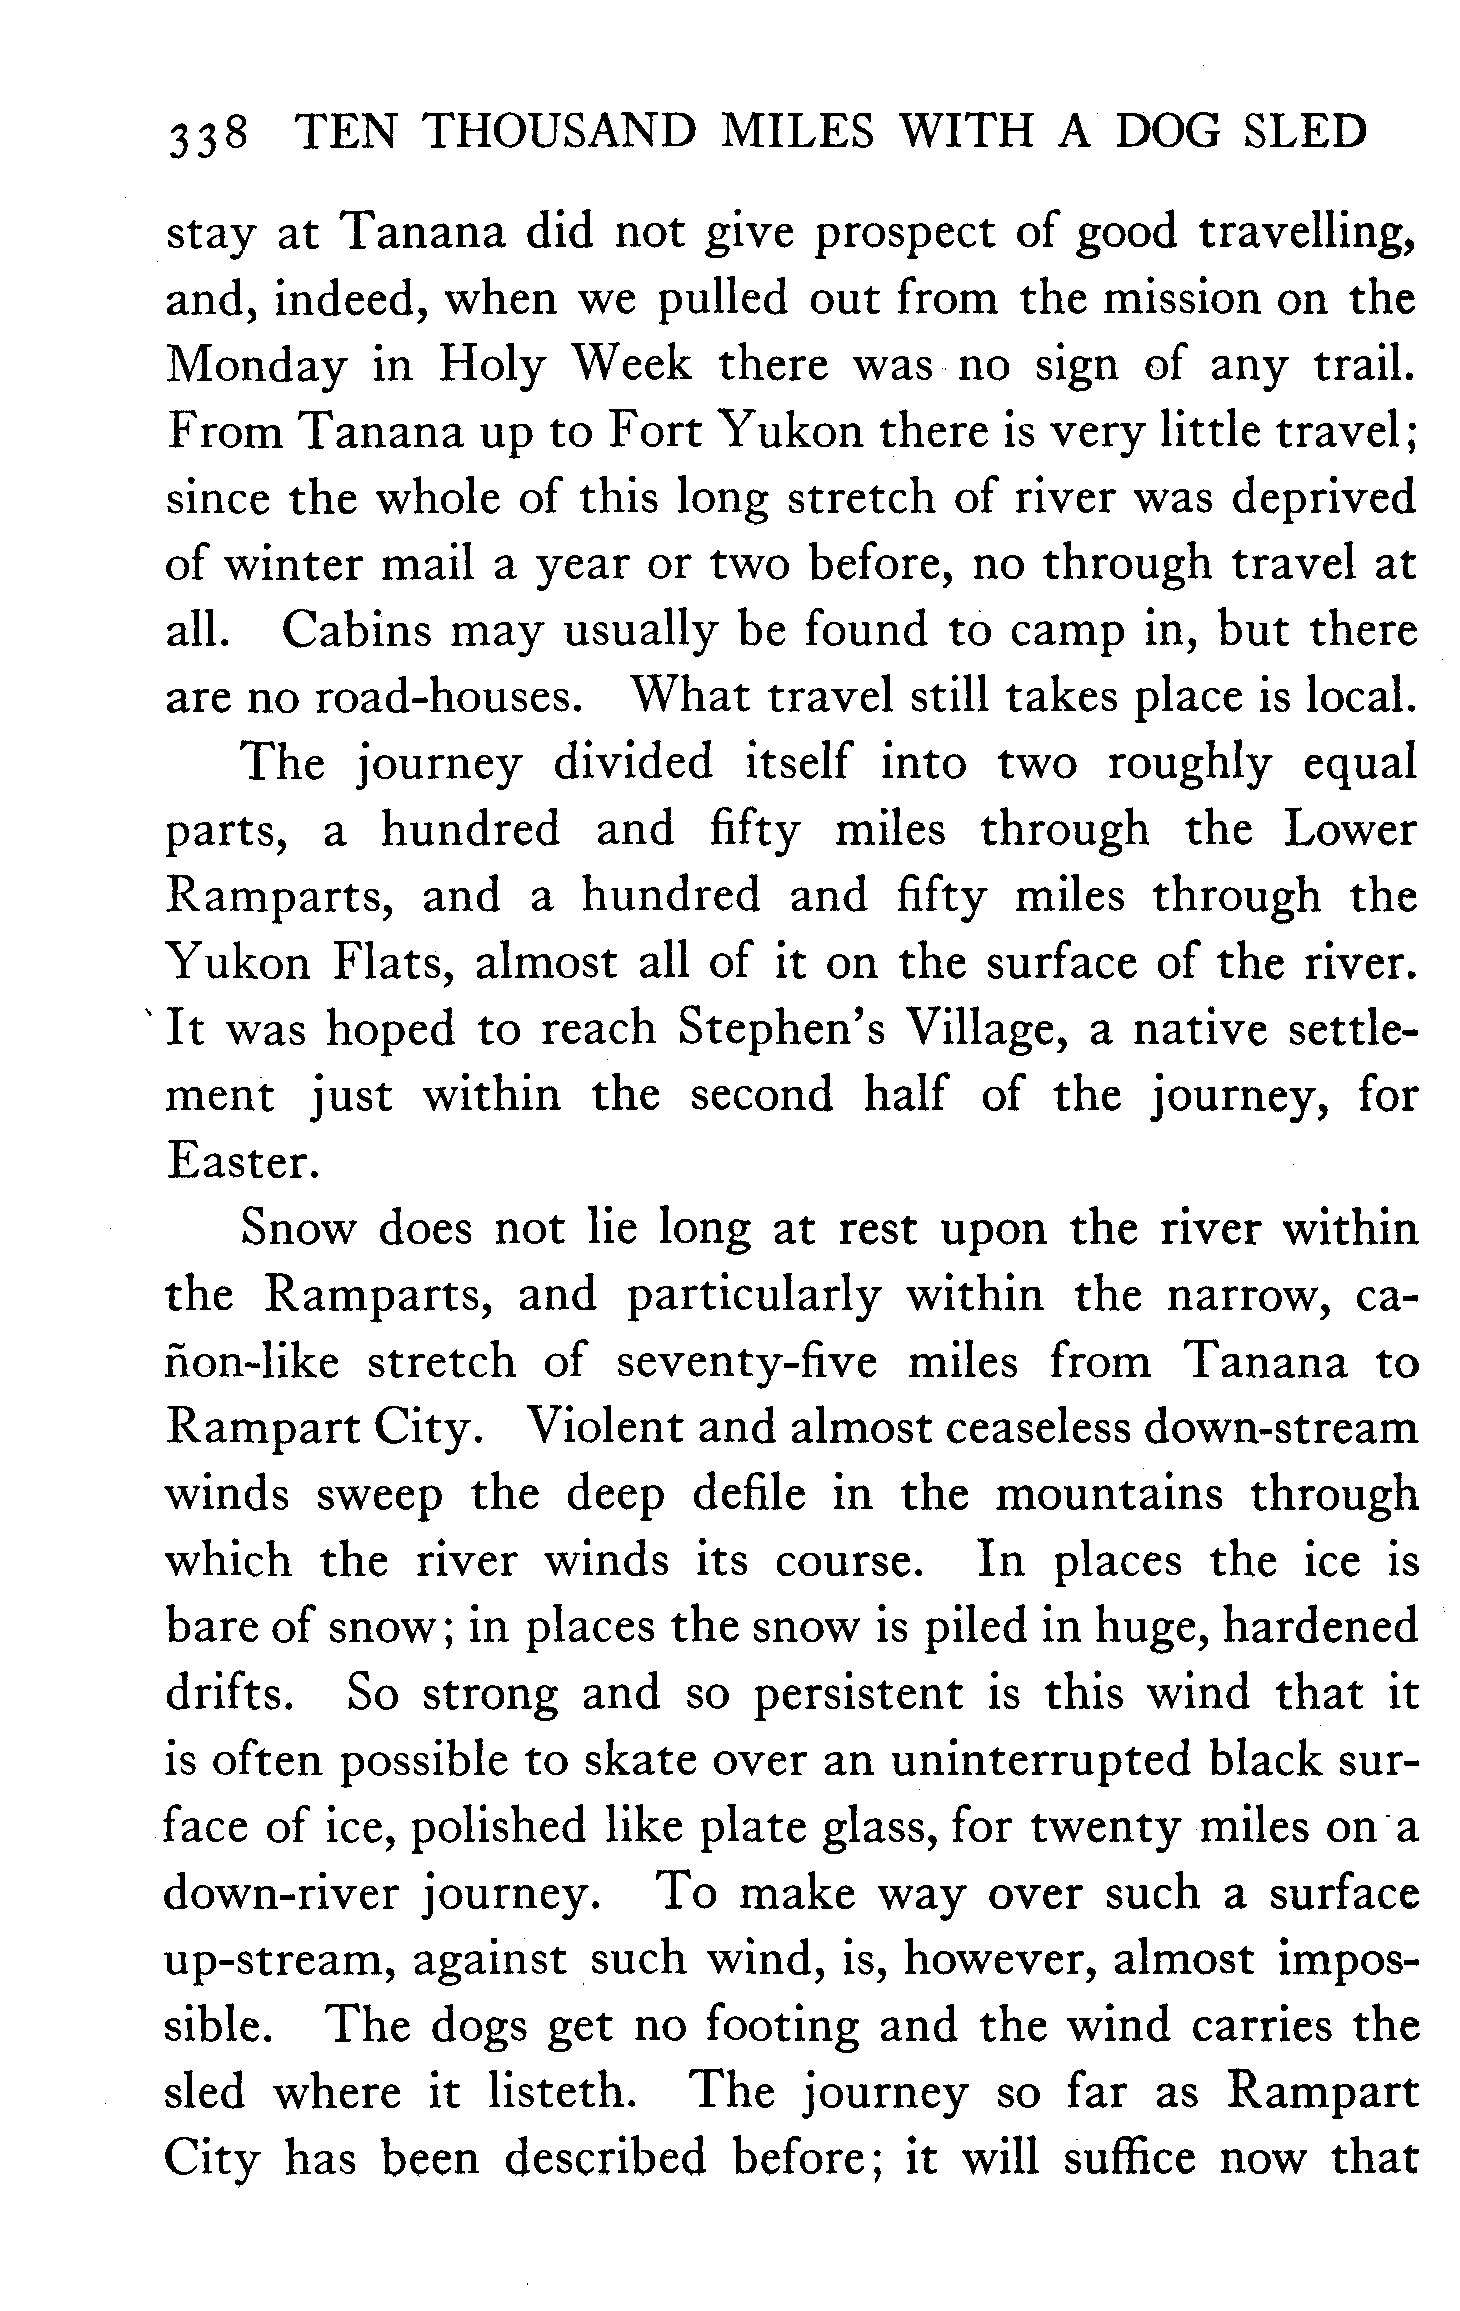 338 TEN THOUSAND MILES WITH A DOG SLED
stay at Tanana did not give prospect of good travelling,
and, indeed, when we pulled out from the mission on the
Monday in Holy Week there was no sign of any trail.
From Tanana up to Fort Yukon there is very little travel;
since the whole of this long stretch of river was deprived
of winter mail a year or two before, no through travel at
all. Cabins may usually be found to camp in, but there
are no road-houses. What travel still takes place is local.
The journey divided itself into two roughly equal
parts, a hundred and fifty miles through the Lower
Ramparts, and a hundred and fifty miles through the
Yukon Flats, almost all of it on the surface of the river.
It was hoped to reach Stephen's Village, a native settle-
ment just within the second half of the journey, for
Easter.
Snow does not lie long at rest upon the river within
the Ramparts, and particularly within the narrow, ca-
ñon-like stretch of seventy-five miles from Tanana to
Rampart City. Violent and almost ceaseless down-stream
winds sweep the deep defile in the mountains through
which the river winds its course. In places the ice is
bare of snow; in places the snow is piled in huge, hardened
drifts. So strong and so persistent is this wind that it
is often possible to skate over an uninterrupted black sur-
face of ice, polished like plate glass, for twenty miles on a
down-river journey. To make way over such a surface
up-stream, against such wind, is, however, almost impos-
sible. The dogs get no footing and the wind carries the
sled where it listeth. The journey so far as Rampart
City has been described before; it will suffice now that